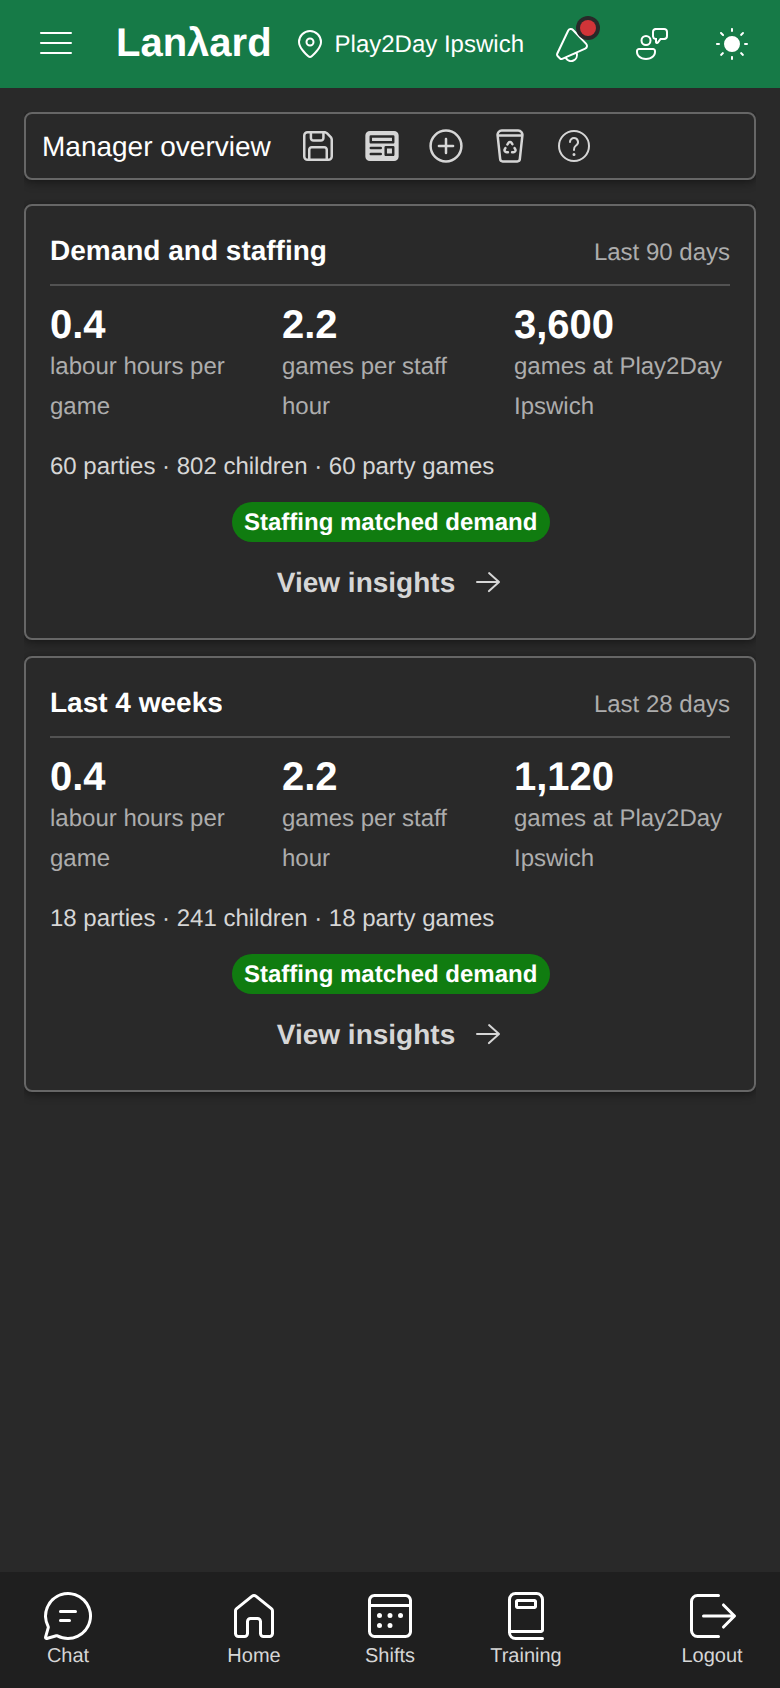 Lanλard
Play2Day Ipswich
Manager overview
Demand and staffing
Last 90 days
0.4
labour hours per
game
2.2
games per staff
hour
3,600
games at Play2Day
Ipswich
60 parties · 802 children · 60 party games
Staffing matched demand
View insights
Last 4 weeks
Last 28 days
0.4
labour hours per
game
2.2
games per staff
hour
1,120
games at Play2Day
Ipswich
18 parties · 241 children · 18 party games
Staffing matched demand
View insights
Chat
Home
Shifts
Training
Logout